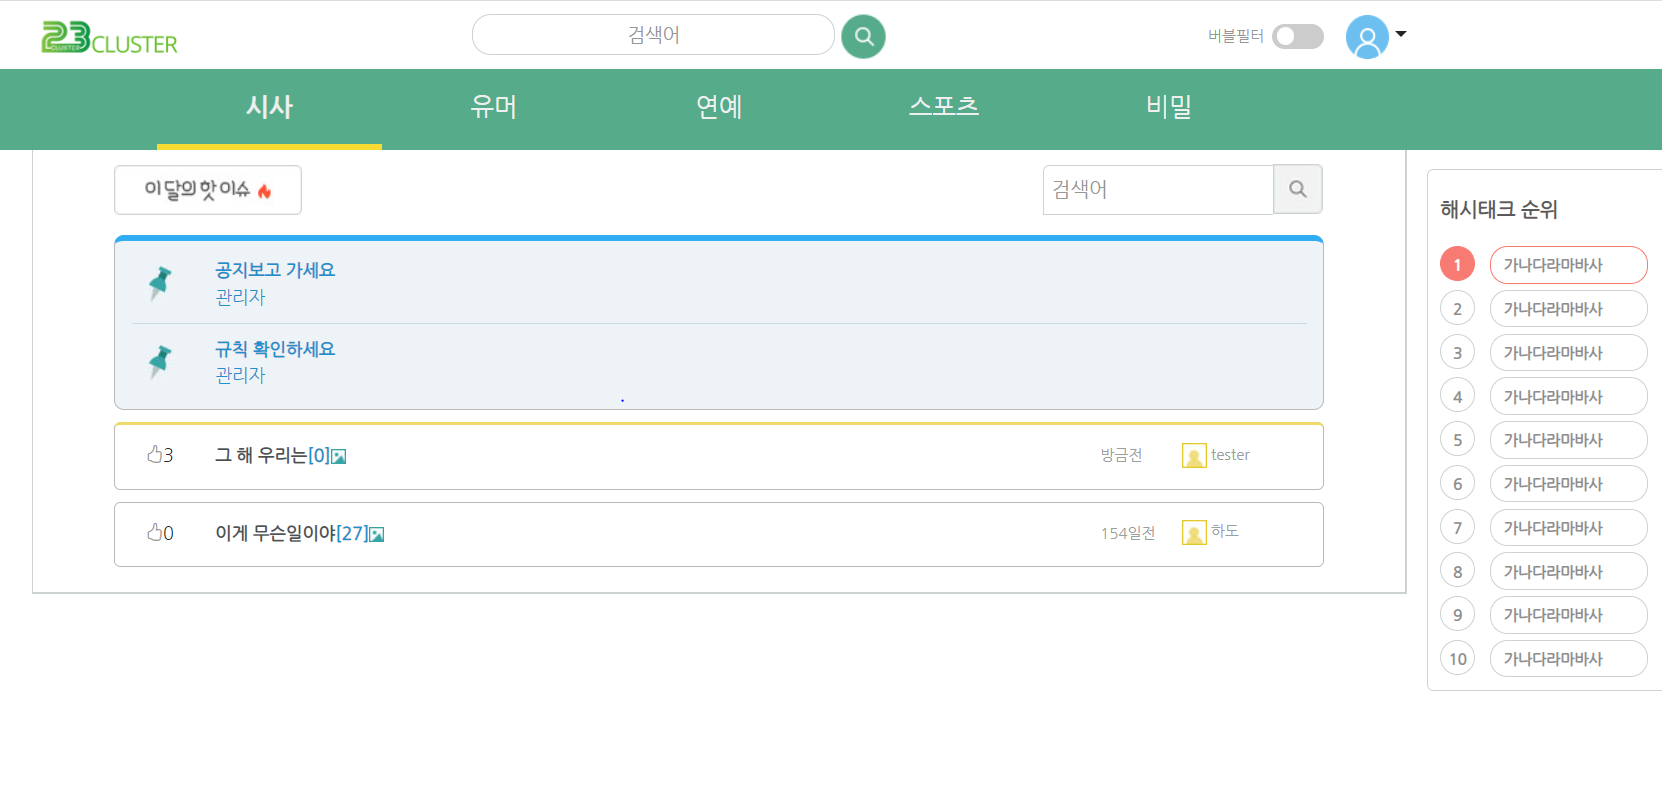 23 CLUSTER
CLUSTER
검색어
버블필터
시사 유머 연예 스포츠 비밀
이달의핫이슈
검색어
공지보고 가세요
관리자
규칙 확인하세요
관리자
3 그 해 우리는[0] 방금전 tester
0 이게 무슨일이야[27] 154일전 하도
해시태크 순위
1 가나다라마바사
2 가나다라마바사
3 가나다라마바사
4 가나다라마바사
5 가나다라마바사
6 가나다라마바사
7 가나다라마바사
8 가나다라마바사
9 가나다라마바사
10 가나다라마바사